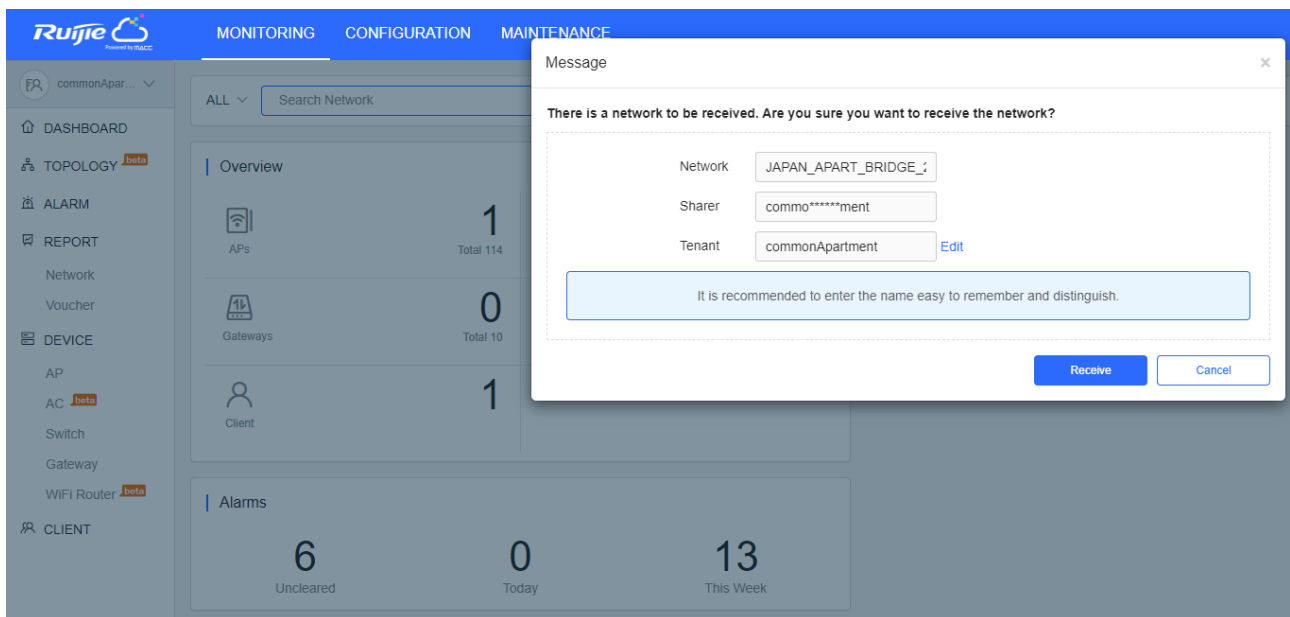 Ruijie
Powered by MACC
MONITORING CONFIGURATION MAINTENANCE
commonApar...
DASHBOARD
TOPOLOGY beta
ALARM
REPORT
Network
Voucher
DEVICE
AP
AC beta
Switch
Gateway
WiFi Router beta
CLIENT
ALL Search Network
Overview
APs
1
Total 114
Gateways
0
Total 10
Client
1
Alarms
6 0 13
Uncleared Today This Week
Message ×
There is a network to be received. Are you sure you want to receive the network?
Network JAPAN_APART_BRIDGE_
Sharer commo******ment
Tenant commonApartment Edit
It is recommended to enter the name easy to remember and distinguish.
Receive Cancel